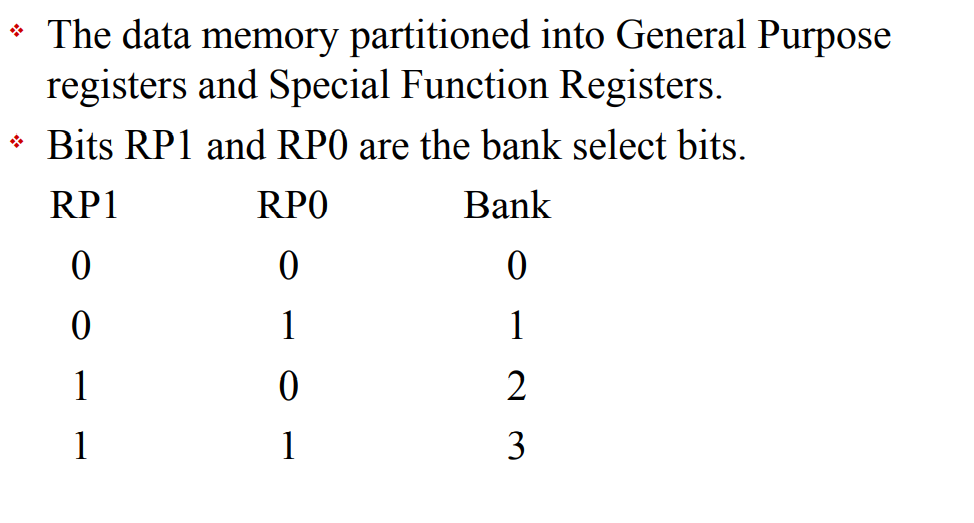 ❖ The data memory partitioned into General Purpose
registers and Special Function Registers.
❖ Bits RP1 and RP0 are the bank select bits.
RP1 RP0 Bank
0 0 0
0 1 1
1 0 2
1 1 3